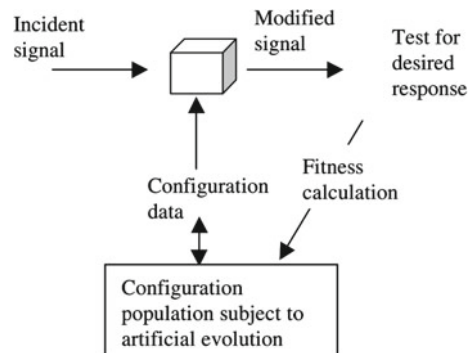 Incident
signal
Modified
signal
Test for
desired
response
Fitness
calculation
Configuration
data
Configuration
population subject to
artificial evolution